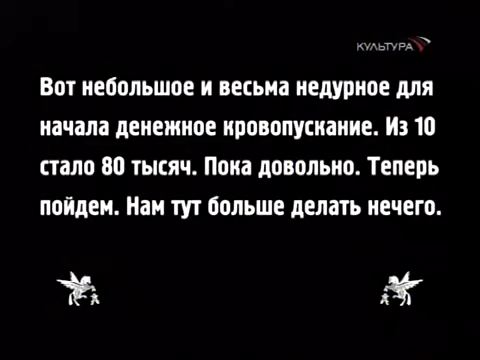 КУЛЬТУРА
Вот небольшое и весьма недурное для
начала денежное кровопускание. Из 10
стало 80 тысяч. Пока довольно. Теперь
пойдем. Нам тут больше делать нечего.